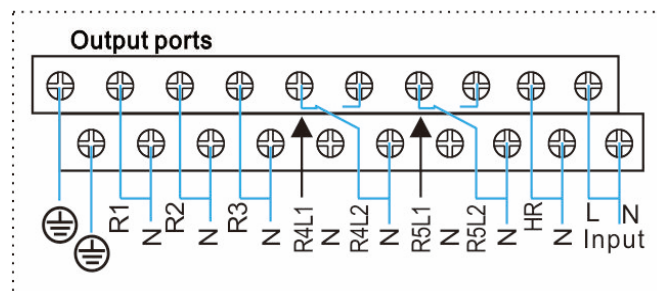 Output ports
R1 N R2 N R3 N R4L1 N R4L2 N R5L1 N R5L2 N HR N L N
Input